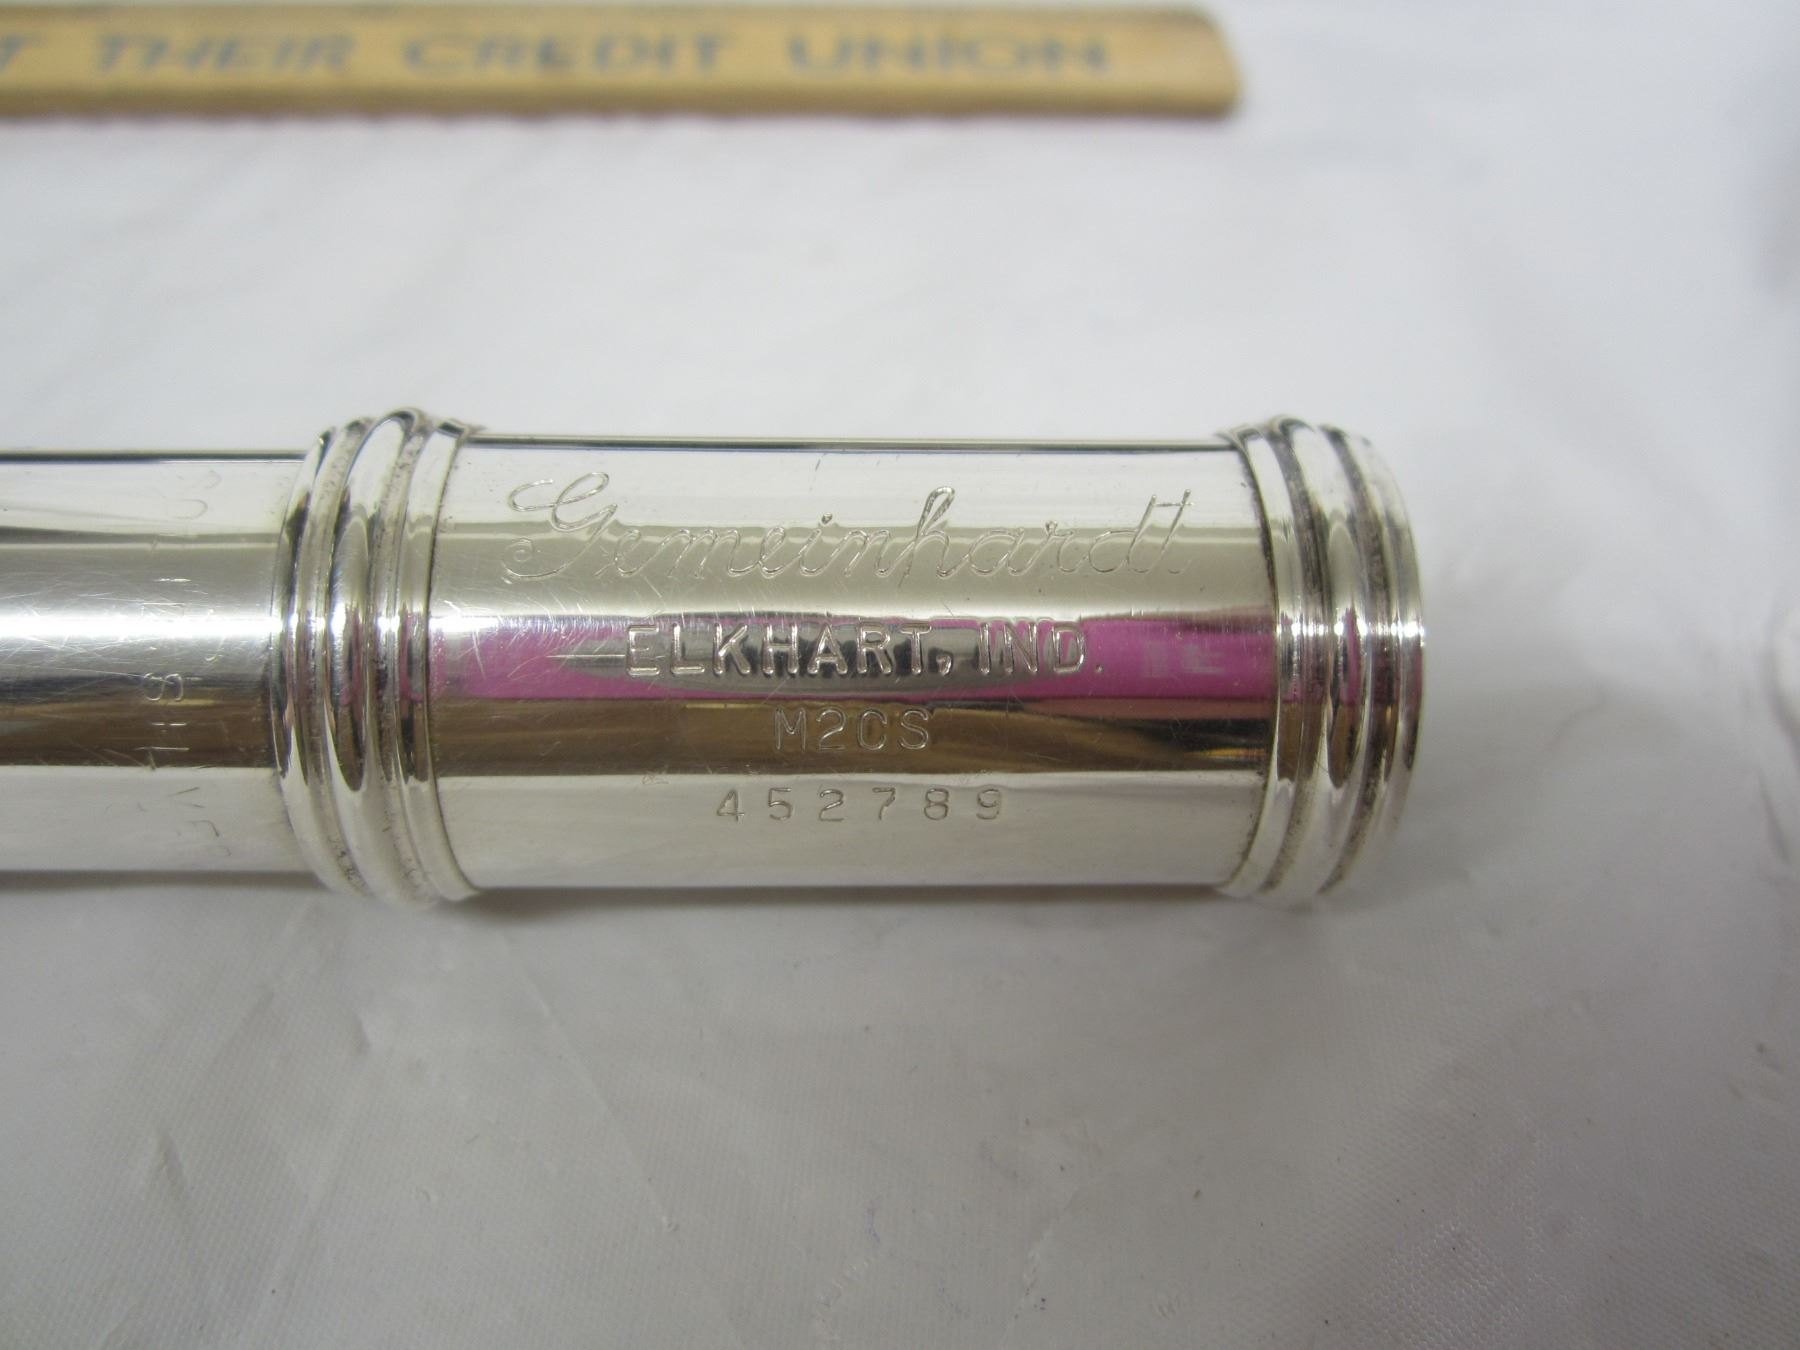 T THEIR CREDIT UNION
Gemeinhardt
ELKHART, IND.
M2CS
452789